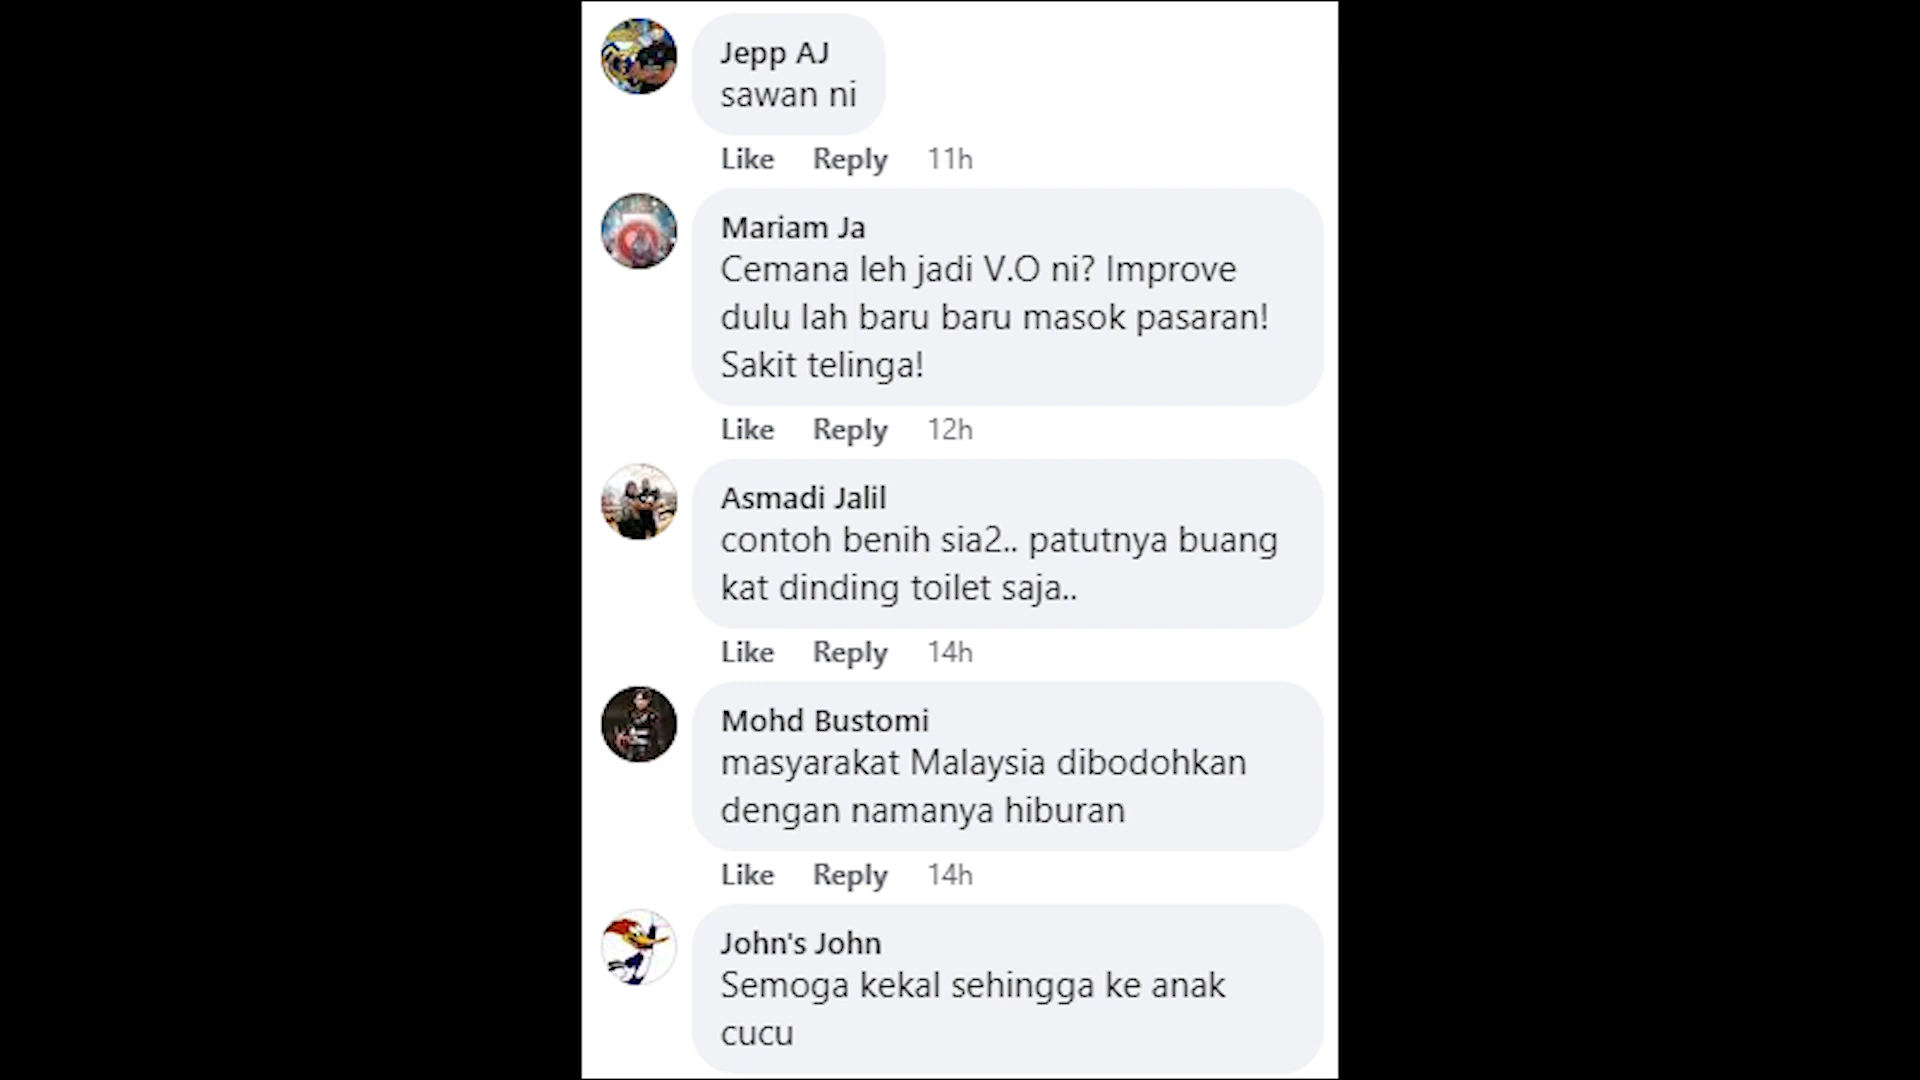 Jepp AJ
sawan ni
Like Reply 11h
Mariam Ja
Cemana leh jadi V.O ni? Improve
dulu lah baru baru masok pasaran!
Sakit telinga!
Like Reply 12h
Asmadi Jalil
contoh benih sia2.. patutnya buang
kat dinding toilet saja..
Like Reply 14h
Mohd Bustomi
masyarakat Malaysia dibodohkan
dengan namanya hiburan
Like Reply 14h
John's John
Semoga kekal sehingga ke anak
cucu